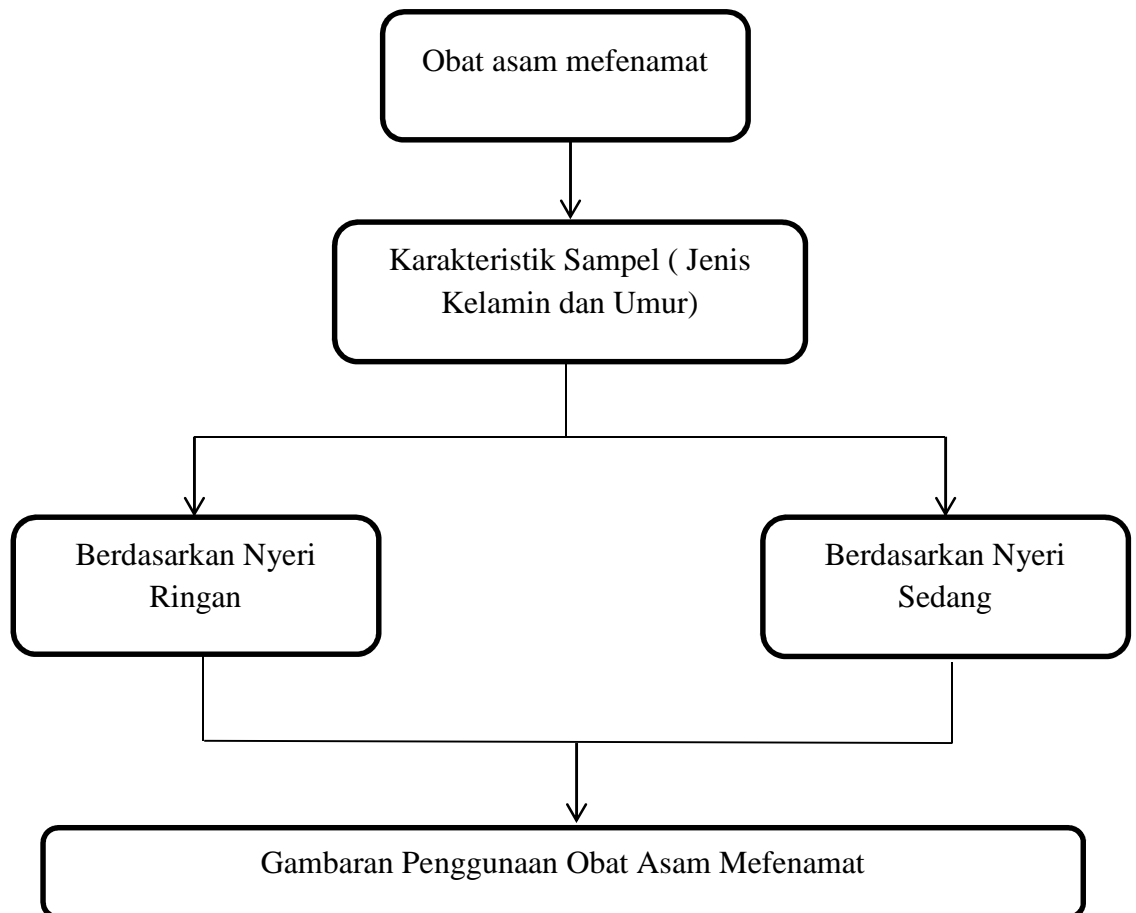 Obat asam mefenamat
Karakteristik Sampel ( Jenis
Kelamin dan Umur)
Berdasarkan Nyeri
Ringan
Berdasarkan Nyeri
Sedang
Gambaran Penggunaan Obat Asam Mefenamat